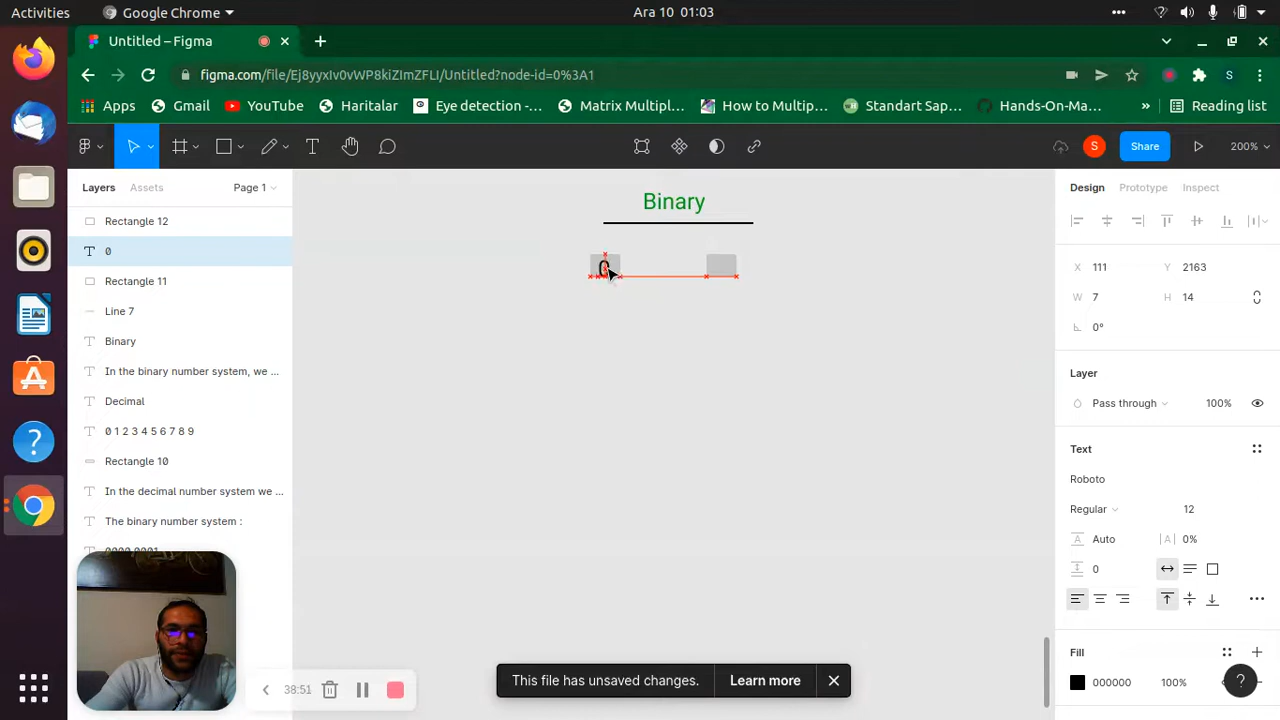 Activities
Google Chrome
Ara 10 01:03
Untitled – Figma
figma.com/file/Ej8yyxIv0vWP8kiZImZFLI/Untitled?node-id=0%3A1
S
Apps
Gmail
YouTube
Haritalar
Eye detection -...
Matrix Multipl...
How to Multip...
Standart Sap...
Hands-On-Ma...
»
Reading list
T
S
Share
200%
Layers
Assets
Page 1
Rectangle 12
T 0
Rectangle 11
Line 7
T Binary
T In the binary number system, we ...
T Decimal
T 0 1 2 3 4 5 6 7 8 9
Rectangle 10
T In the decimal number system we ...
T The binary number system :
T 0000 0001
38:51
Binary
0
This file has unsaved changes.
Learn more
Design
Prototype
Inspect
X 111
Y 2163
W 7
H 14
0°
Layer
Pass through
100%
Text
Roboto
Regular
12
Auto
0%
0
Fill
000000
100%
?